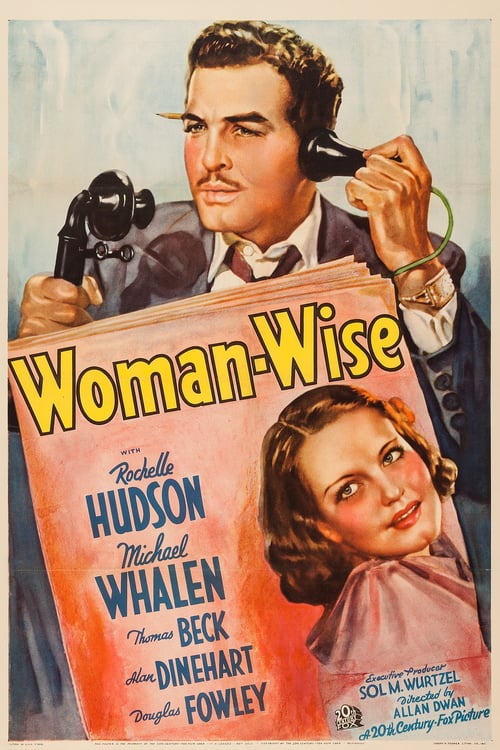 Woman-Wise
WITH
Rochelle
HUDSON
Michael
WHALEN
Thomas BECK
Alan DINEHART
Douglas FOWLEY
Executive Producer
SOL M. WURTZEL
Directed by
ALLAN DWAN
A 20th Century-Fox Picture
20th
CENTURY
FOX